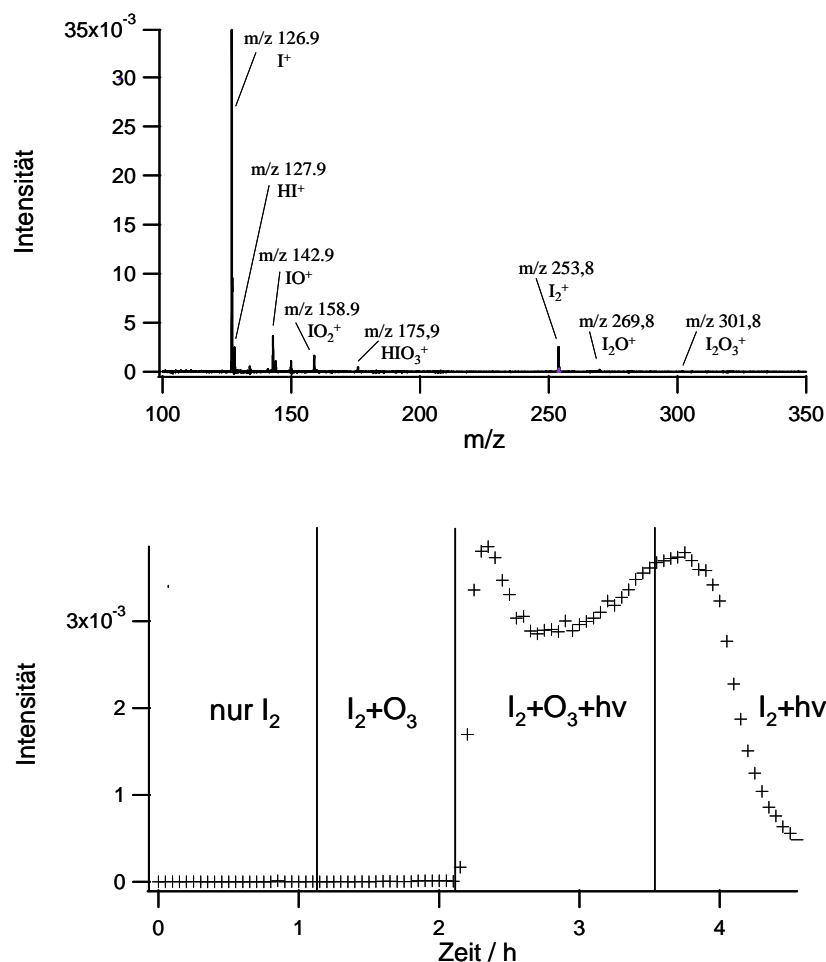 35x10⁻³
30
25
20
15
10
5
0
Intensität
m/z 126.9
I⁺
m/z 127.9
HI⁺
m/z 142.9
IO⁺
m/z 158.9
IO₂⁺
m/z 175,9
HIO₃⁺
m/z 253,8
I₂⁺
m/z 269,8
I₂O⁺
m/z 301,8
I₂O₃⁺
100 150 200 250 300 350
m/z
3x10⁻³
2
1
0
Intensität
nur I₂ I₂+O₃ I₂+O₃+hv I₂+hv
0 1 2 3 4
Zeit / h